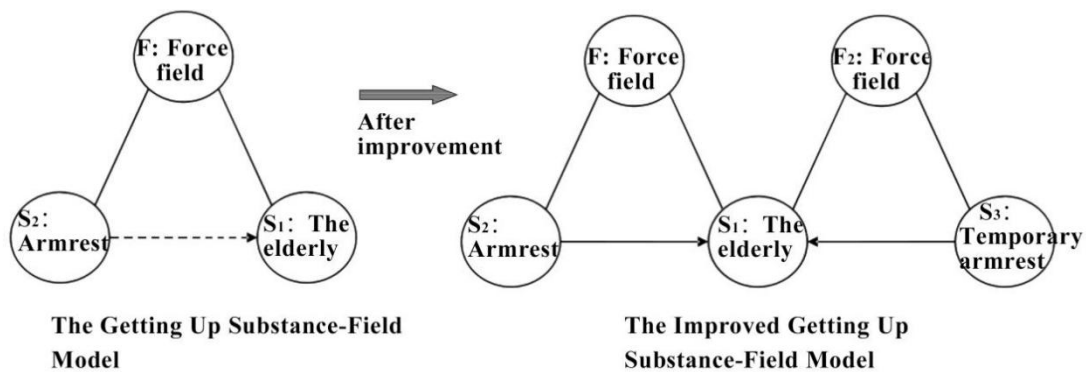 F: Force
field
S₂:
Armrest
S₁: The
elderly
After
improvement
F: Force
field
F₂: Force
field
S₂:
Armrest
S₁: The
elderly
S₃:
Temporary
armrest
The Getting Up Substance-Field
Model
The Improved Getting Up
Substance-Field Model